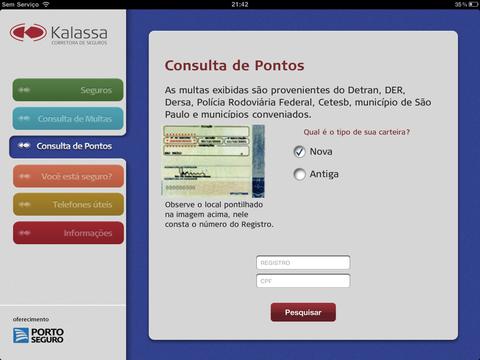 Sem Serviço
21:42
35%
Kalassa
CORRETORA DE SEGUROS
Seguros
Consulta de Multas
Consulta de Pontos
Você está seguro?
Telefones úteis
Informações
oferecimento
PORTO
SEGURO
Consulta de Pontos
As multas exibidas são provenientes do Detran, DER,
Dersa, Polícia Rodoviária Federal, Cetesb, município de São
Paulo e municípios conveniados.
Qual é o tipo de sua carteira?
Nova
Antiga
Observe o local pontilhado
na imagem acima, nele
consta o número do Registro.
REGISTRO
CPF
Pesquisar